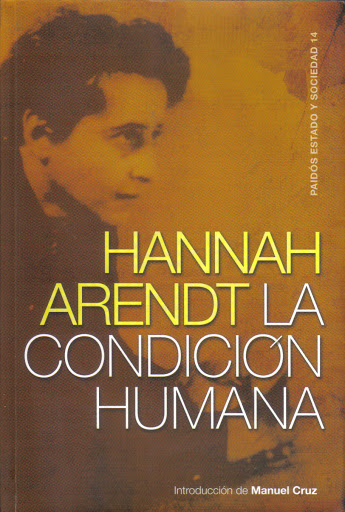 PAIDÓS ESTADO Y SOCIEDAD 14
HANNAH
ARENDT LA
CONDICIÓN
HUMANA
Introducción de Manuel Cruz